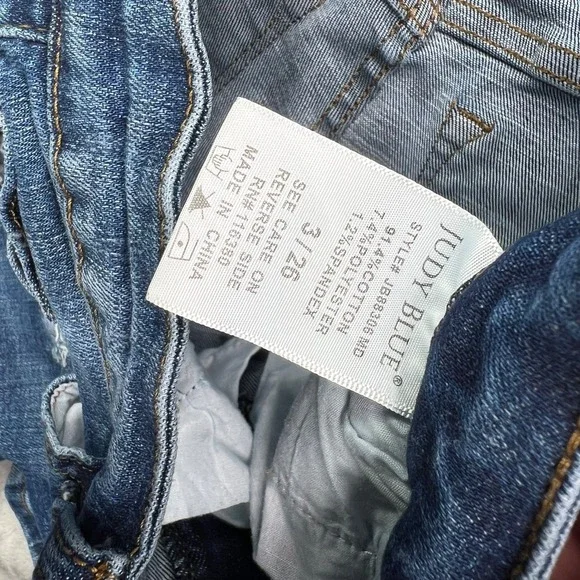 JUDY BLUE®
STYLE# JB88306 MD
91.4%COTTON
7.4%POLYESTER
1.2%SPANDEX
3 / 26
SEE CARE ON
REVERSE SIDE
RN# 116380
MADE IN CHINA